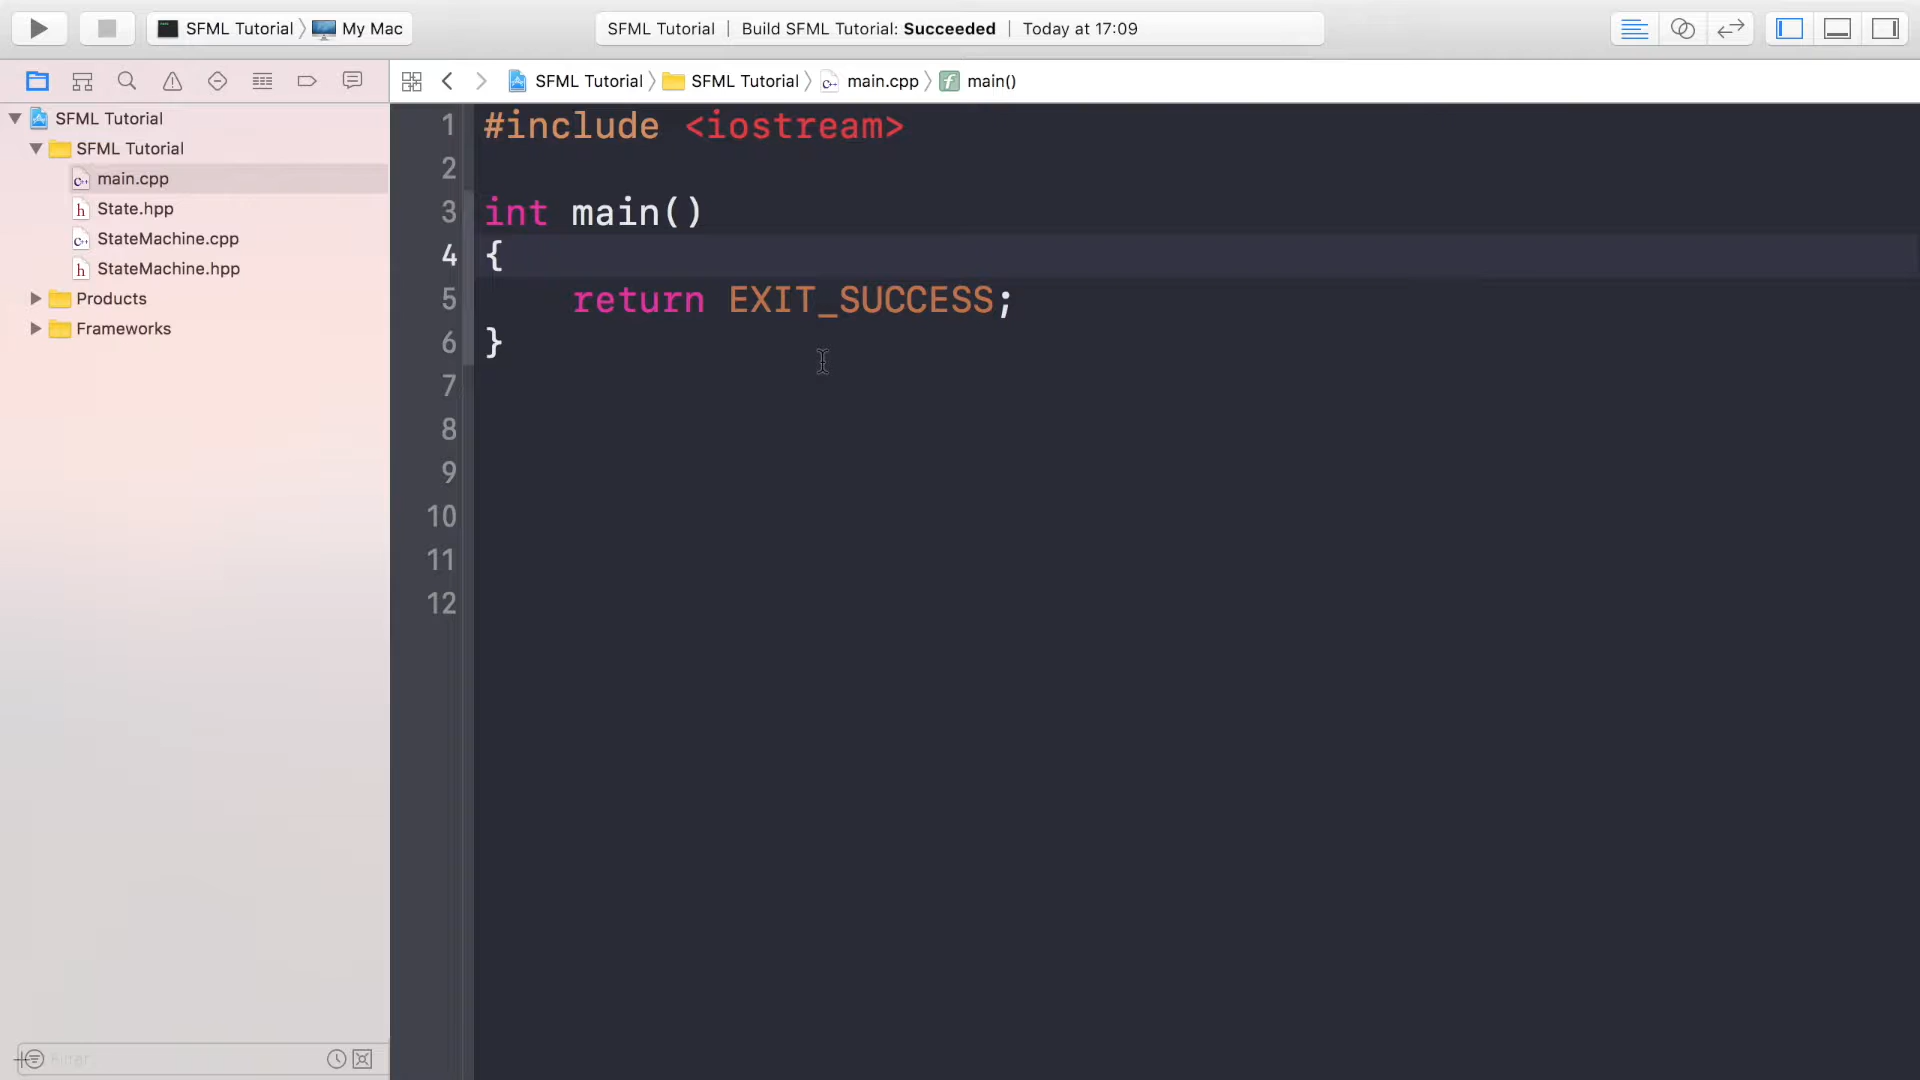 SFML Tutorial 〉 My Mac
SFML Tutorial | Build SFML Tutorial: Succeeded | Today at 17:09
SFML Tutorial 〉 SFML Tutorial 〉 main.cpp 〉 main()
SFML Tutorial
SFML Tutorial
main.cpp
State.hpp
StateMachine.cpp
StateMachine.hpp
Products
Frameworks
Filter
1 #include <iostream>
2
3 int main()
4 {
5     return EXIT_SUCCESS;
6 }
7
8
9
10
11
12